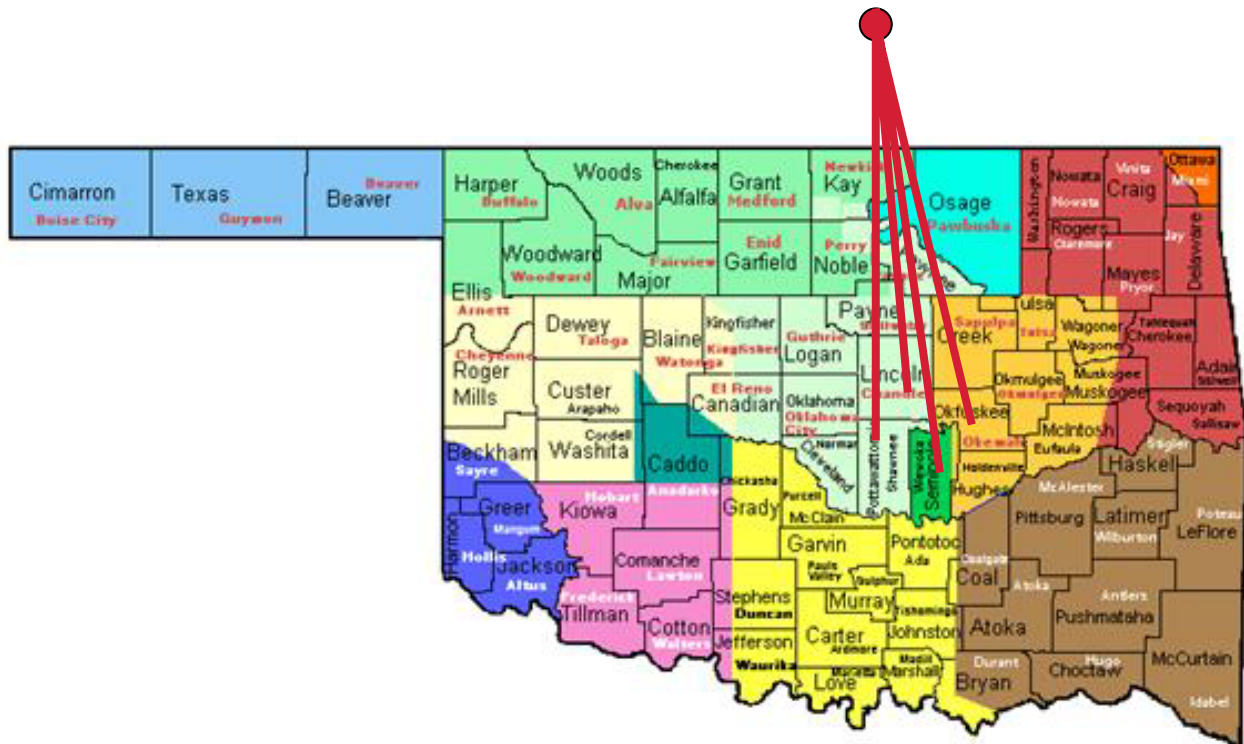 Cimarron
Boise City
Texas
Guymon
Beaver
Beaver
Harper
Buffalo
Woods
Alva
Cherokee
Alfalfa
Grant
Medford
Newkirk
Kay
Osage
Pawhuska
Washington
Nowata
Nowata
Vinita
Craig
Ottawa
Miami
Woodward
Woodward
Fairview
Major
Enid
Garfield
Perry
Noble
Rogers
Claremore
Mayes
Pryor
Jay
Delaware
Ellis
Arnett
Dewey
Taloga
Blaine
Watonga
Kingfisher
Kingfisher
Guthrie
Logan
Payne
Stillwater
Sapulpa
Creek
ulsa
Tulsa
Wagoner
Wagoner
Tahlequah
Cherokee
Adair
Stilwell
Cheyenne
Roger
Mills
Custer
Arapaho
El Reno
Canadian
Oklahoma
Oklahoma
City
Lincoln
Chandle
Okmulgee
Okmulgee
Muskogee
Muskogee
Sequoyah
Sallisaw
Beckham
Sayre
Cordell
Washita
Caddo
Anadarko
Norman
Cleveland
Pottawatton
Shawnee
Wewoka
Seminole
Okfuskee
Okemah
McIntosh
Eufaula
Stigler
Haskel
Greer
Mangum
Hobart
Kiowa
Chickasha
Grady
Purcell
McClain
Holdenville
Hughes
McAlester
Pittsburg
Latimer
Wilburton
Poteau
LeFlore
Harmon
Hollis
Jackson
Altus
Comanche
Lawton
Garvin
Pauls
Valley
Sulphur
Pontotoc
Ada
Coalgate
Coal
Atoka
Atoka
Antlers
Pushmataha
Frederick
Tillman
Cotton
Walters
Stephens
Duncan
Murray
Tishomingo
Johnston
Jefferson
Waurika
Carter
Ardmore
Marietta
Love
Madill
Marshall
Durant
Bryan
Hugo
Choctaw
McCurtain
Idabel